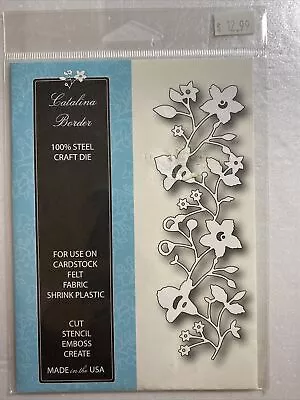 $ 12.99
Catalina
Border
100% STEEL
CRAFT DIE
FOR USE ON
CARDSTOCK
FELT
FABRIC
SHRINK PLASTIC
CUT
STENCIL
EMBOSS
CREATE
MADE in the USA